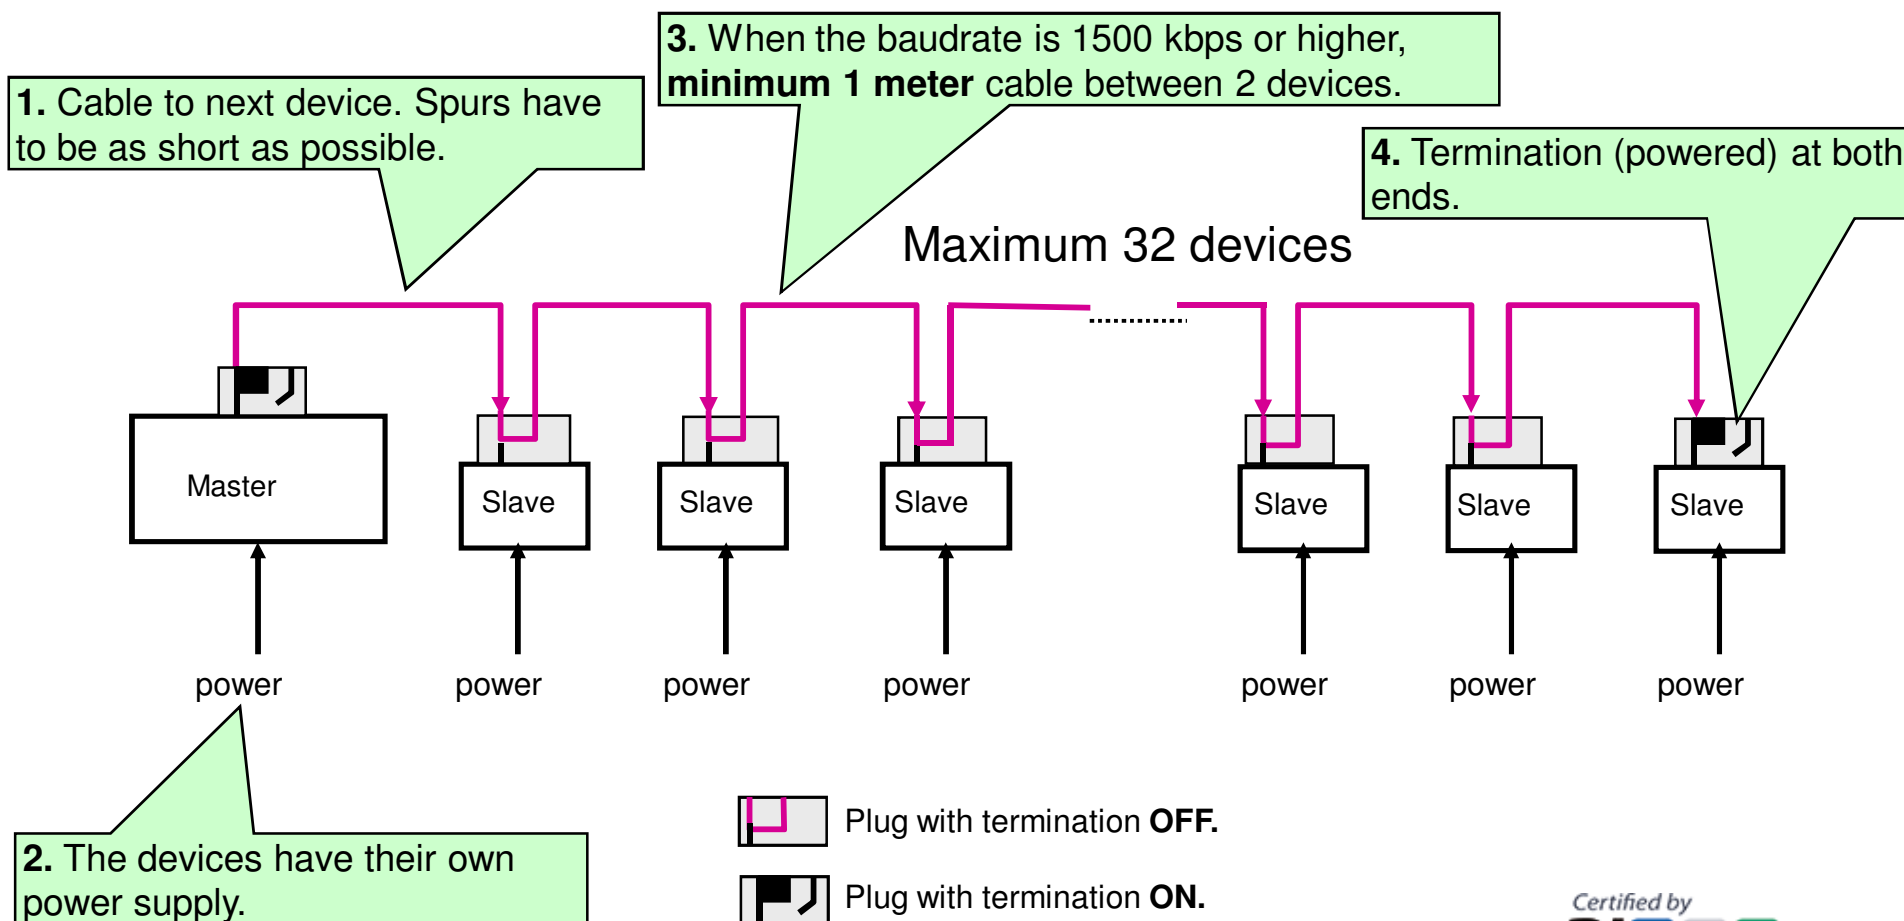 3. When the baudrate is 1500 kbps or higher,
minimum 1 meter cable between 2 devices.
1. Cable to next device. Spurs have
to be as short as possible.
4. Termination (powered) at both
ends.
Maximum 32 devices
Master
Slave
Slave
Slave
Slave
Slave
Slave
power
power
power
power
power
power
power
2. The devices have their own
power supply.
Plug with termination OFF.
Plug with termination ON.
Certified by